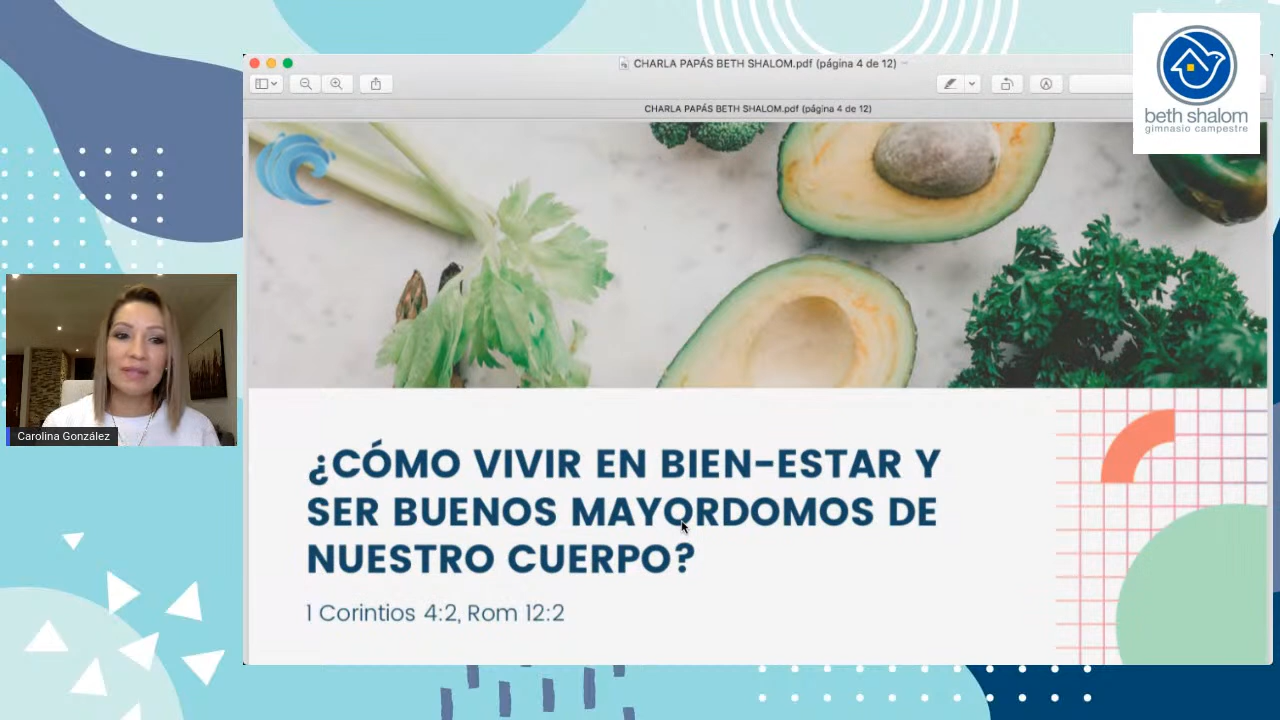 CHARLA PAPÁS BETH SHALOM.pdf (página 4 de 12)
CHARLA PAPÁS BETH SHALOM.pdf (página 4 de 12)
beth shalom
gimnasio campestre
Carolina González
¿CÓMO VIVIR EN BIEN-ESTAR Y
SER BUENOS MAYORDOMOS DE
NUESTRO CUERPO?
1 Corintios 4:2, Rom 12:2